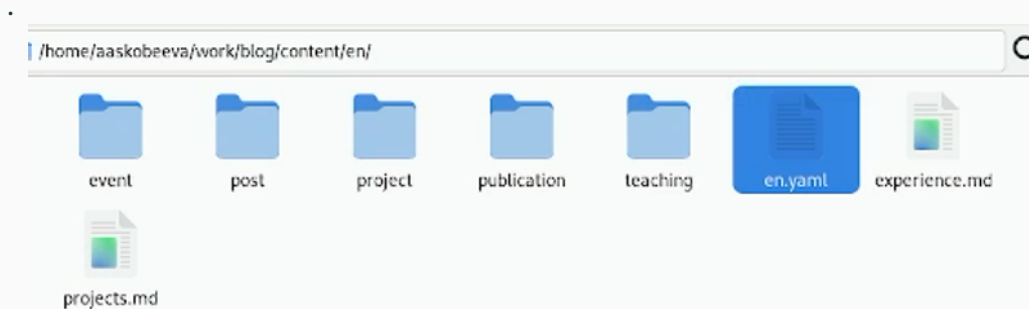 /home/aaskobeeva/work/blog/content/en/
event post project publication teaching en.yaml experience.md
projects.md